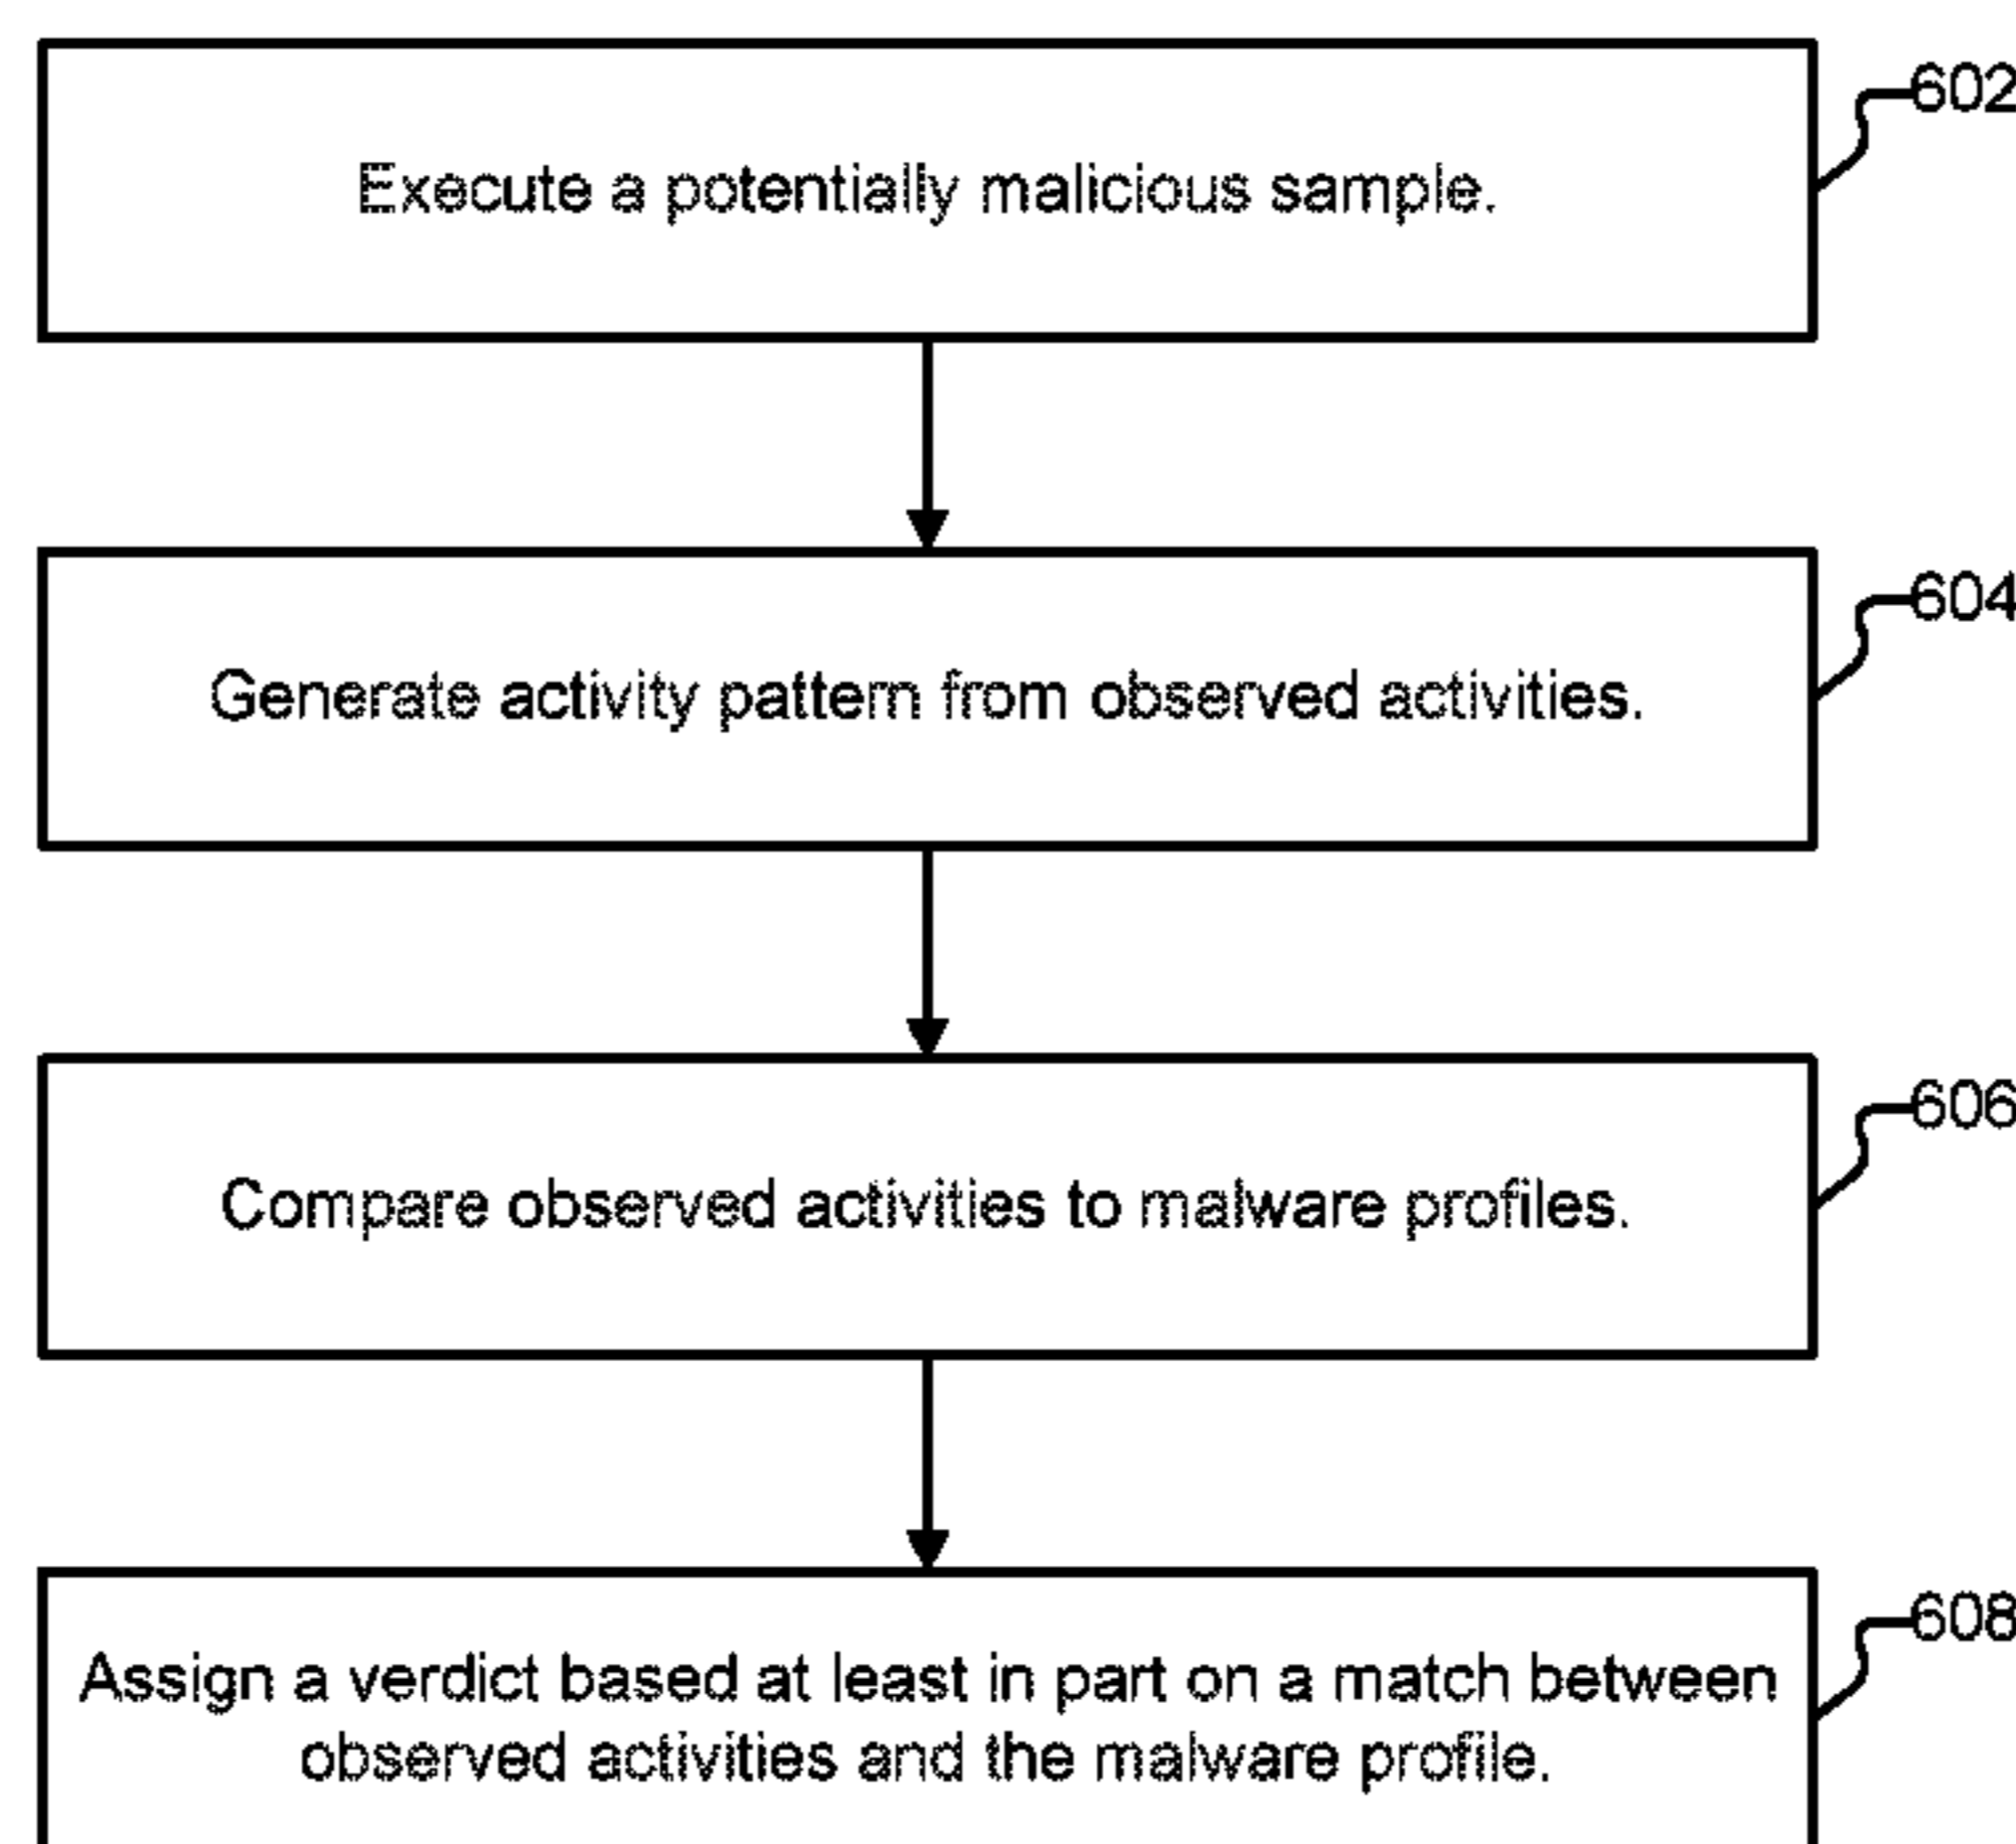 602
Execute a potentially malicious sample.
604
Generate activity pattern from observed activities.
606
Compare observed activities to malware profiles.
608
Assign a verdict based at least in part on a match between
observed activities and the malware profile.